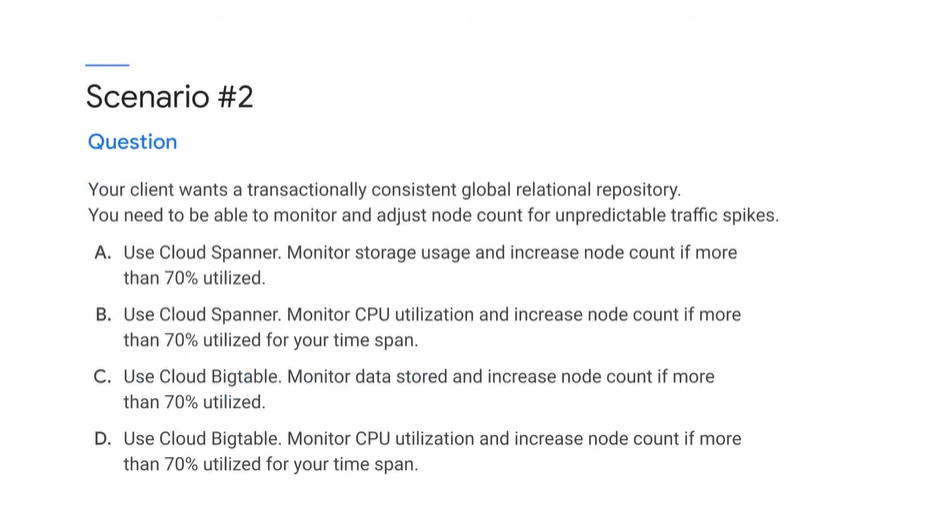 Scenario #2
Question
Your client wants a transactionally consistent global relational repository.
You need to be able to monitor and adjust node count for unpredictable traffic spikes.
A. Use Cloud Spanner. Monitor storage usage and increase node count if more
than 70% utilized.
B. Use Cloud Spanner. Monitor CPU utilization and increase node count if more
than 70% utilized for your time span.
C. Use Cloud Bigtable. Monitor data stored and increase node count if more
than 70% utilized.
D. Use Cloud Bigtable. Monitor CPU utilization and increase node count if more
than 70% utilized for your time span.